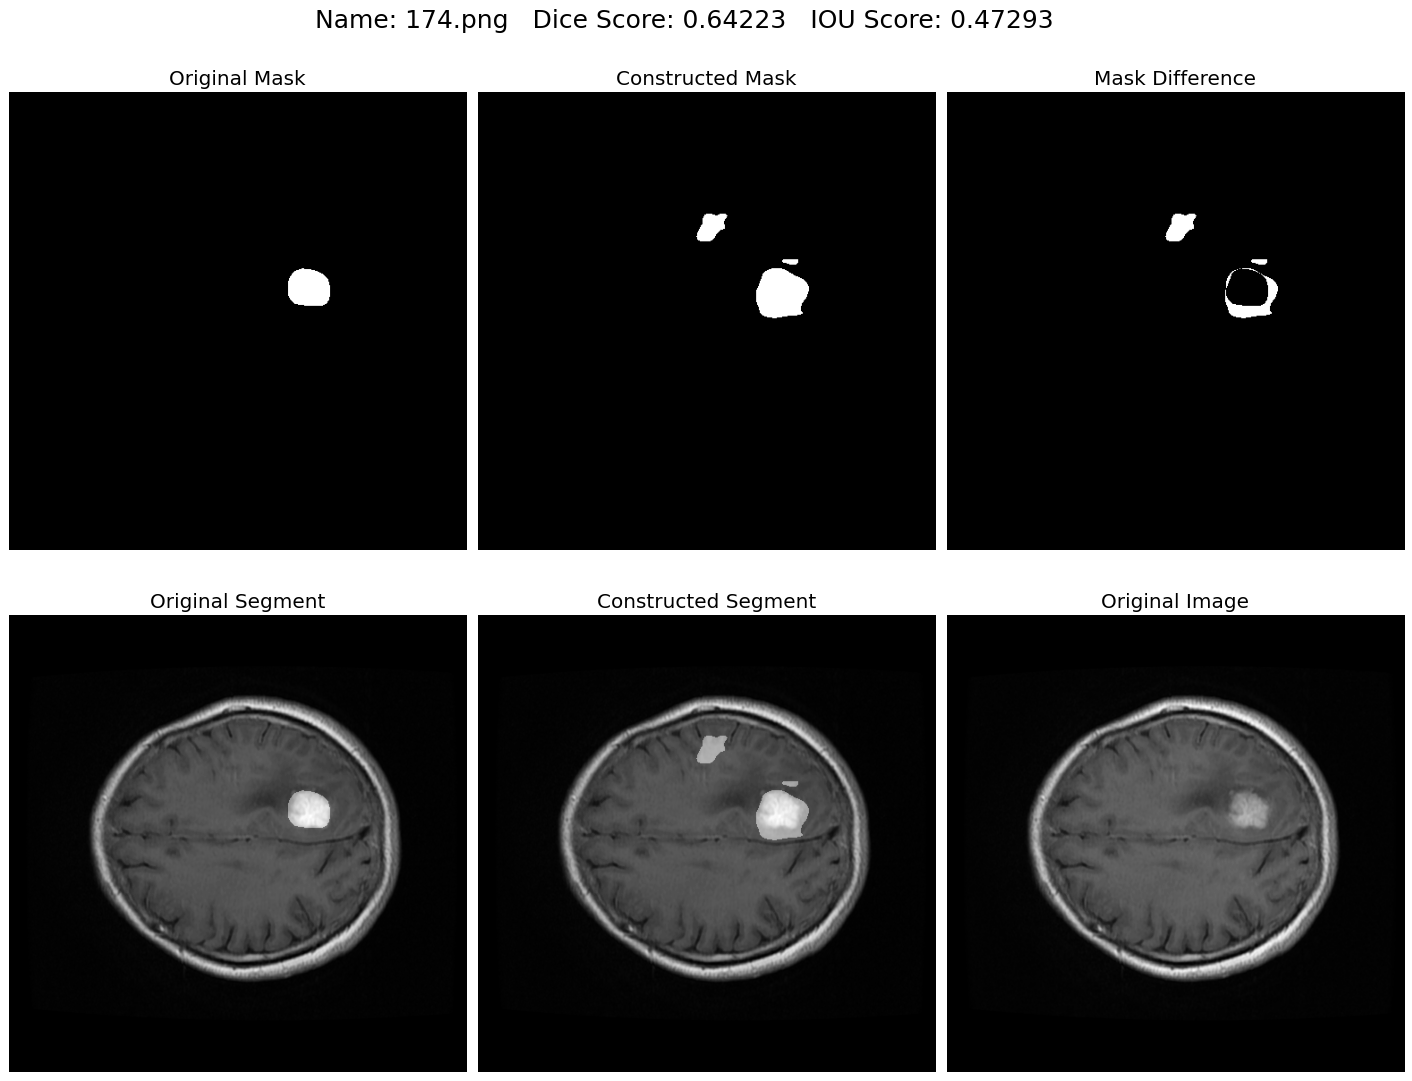 Name: 174.png   Dice Score: 0.64223   IOU Score: 0.47293
Original Mask
Constructed Mask
Mask Difference
Original Segment
Constructed Segment
Original Image